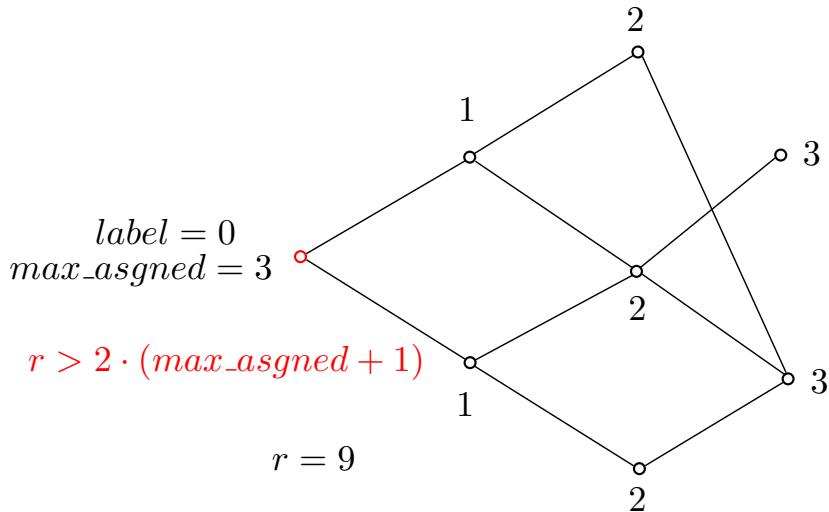 2
1
3
label = 0
max_asgned = 3
2
r > 2 · (max_asgned + 1)
3
1
r = 9
2